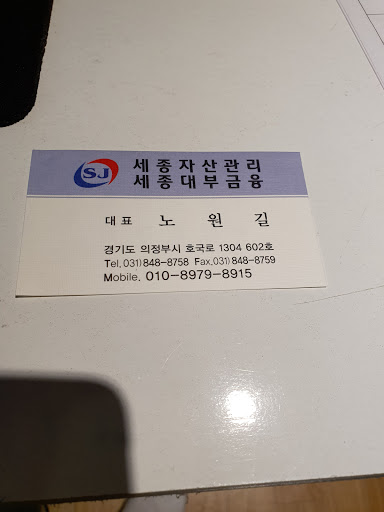 SJ
세종자산관리
세종대부금융
대표 노원길
경기도 의정부시 호국로 1304 602호
Tel.031)848-8758 Fax.031)848-8759
Mobile. 010-8979-8915